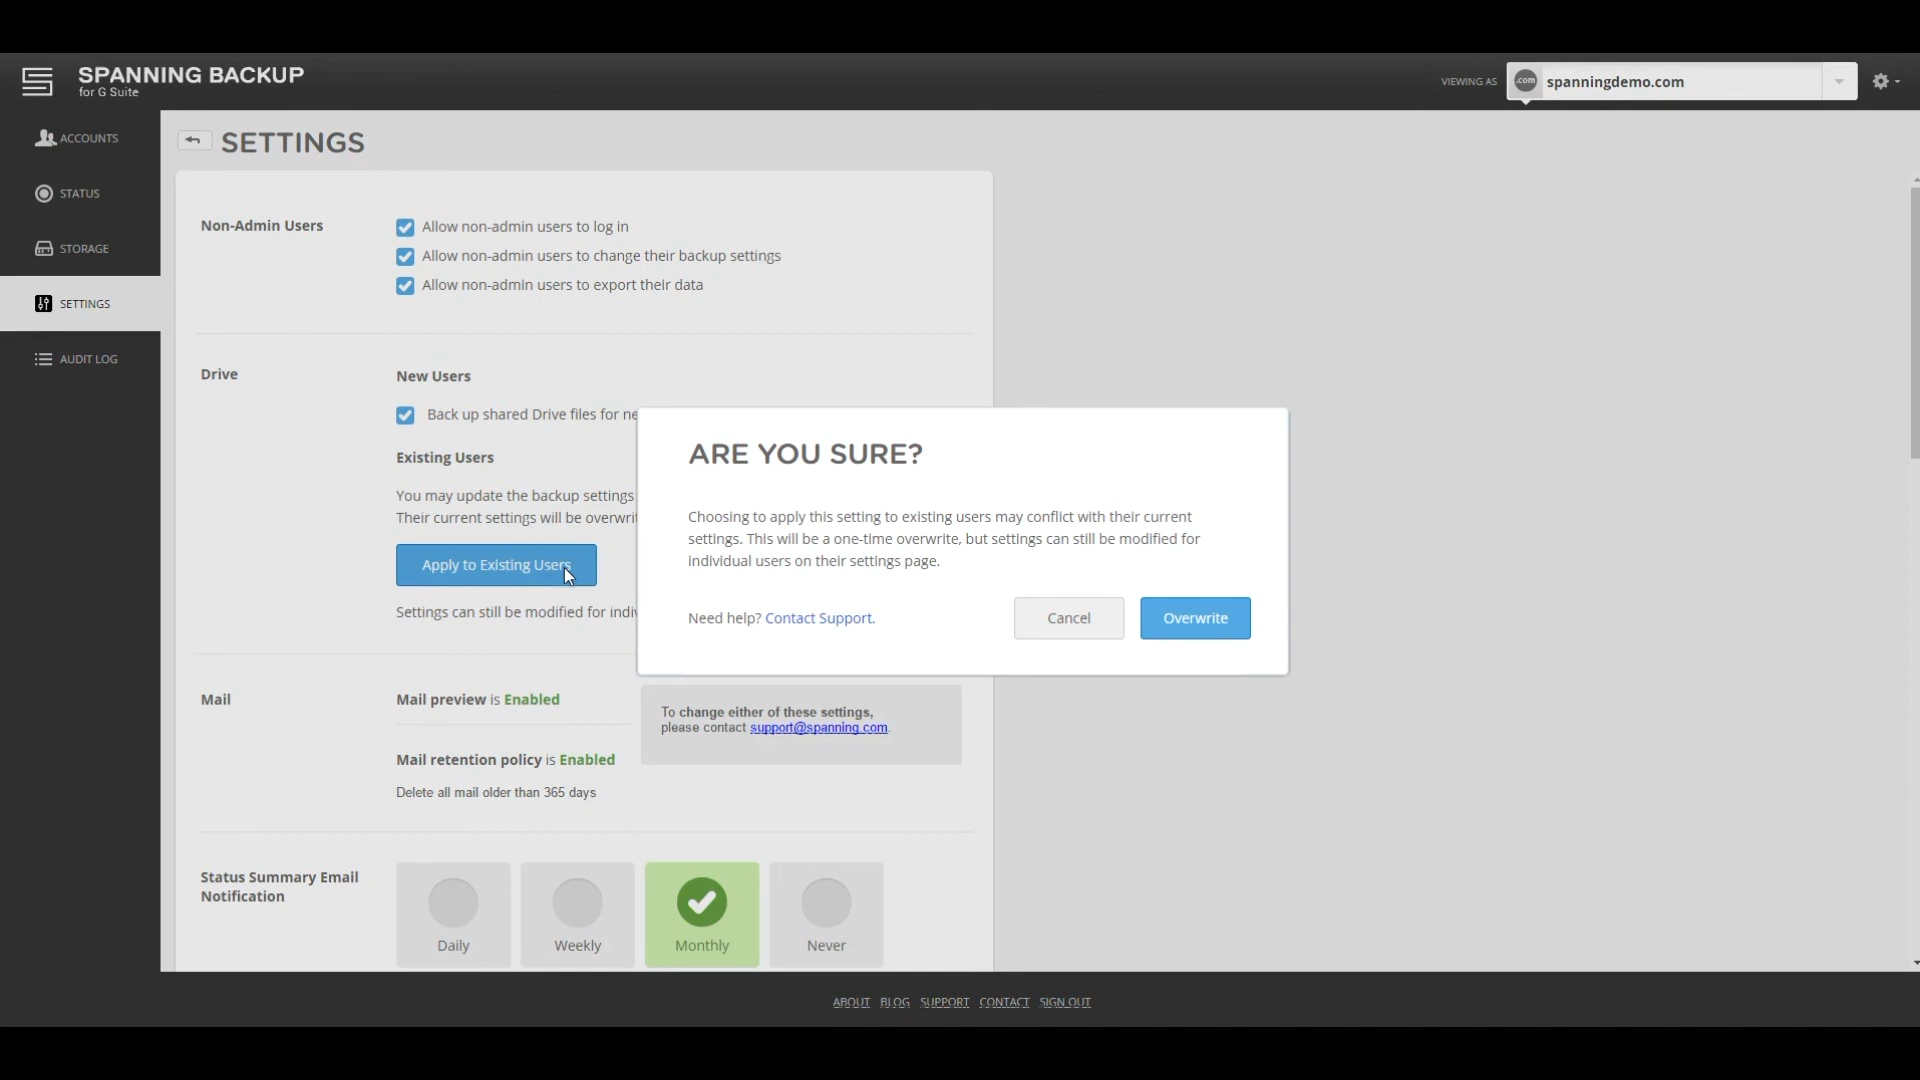 SPANNING BACKUP
for G Suite
VIEWING AS
.com
spanningdemo.com
ACCOUNTS
STATUS
STORAGE
SETTINGS
AUDIT LOG
SETTINGS
Non-Admin Users
Allow non-admin users to log in
Allow non-admin users to change their backup settings
Allow non-admin users to export their data
Drive
New Users
Back up shared Drive files for ne
Existing Users
You may update the backup settings
Their current settings will be overwri
Apply to Existing Users
Settings can still be modified for indiv
ARE YOU SURE?
Choosing to apply this setting to existing users may conflict with their current
settings. This will be a one-time overwrite, but settings can still be modified for
individual users on their settings page.
Need help? Contact Support.
Cancel
Overwrite
Mail
Mail preview is Enabled
To change either of these settings,
please contact support@spanning.com.
Mail retention policy is Enabled
Delete all mail older than 365 days
Status Summary Email
Notification
Daily
Weekly
Monthly
Never
ABOUT BLOG SUPPORT CONTACT SIGN OUT